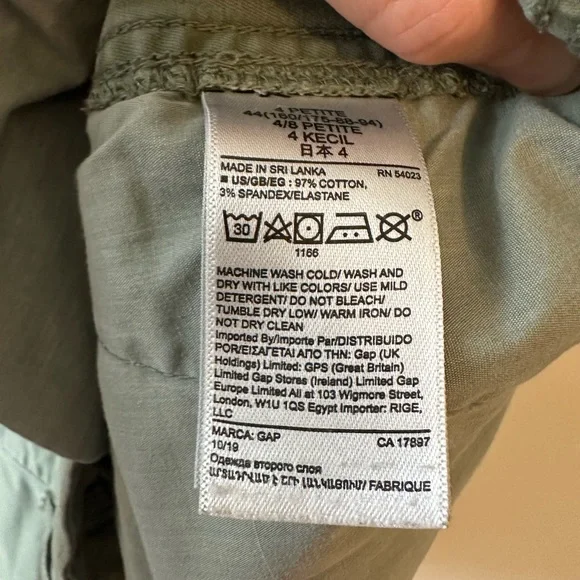 4 PETITE
44(160/176-88-94)
4/8 PETITE
4 KECIL
日本 4
MADE IN SRI LANKA RN 54023
■ US/GB/EG : 97% COTTON,
3% SPANDEX/ELASTANE
30 ®
1166
MACHINE WASH COLD/ WASH AND
DRY WITH LIKE COLORS/ USE MILD
DETERGENT/ DO NOT BLEACH/
TUMBLE DRY LOW/ WARM IRON/ DO
NOT DRY CLEAN
Imported By/Importe Par/DISTRIBUIDO
POR/ΕΙΣΑΓΕΤΑΙ ΑΠΟ ΤΗΝ: Gap (UK
Holdings) Limited: GPS (Great Britain)
Limited Gap Stores (Ireland) Limited Gap
Europe Limited All at 103 Wigmore Street,
London, W1U 1QS Egypt Importer: RIGE,
LLC
MARCA: GAP CA 17897
10/19
Одежда второго слоя
ԱՐՏԱԴՐՎԱԾ Է ՇՐԻ ԼԱՆԿԱՅՈՒՄ/ FABRIQUE